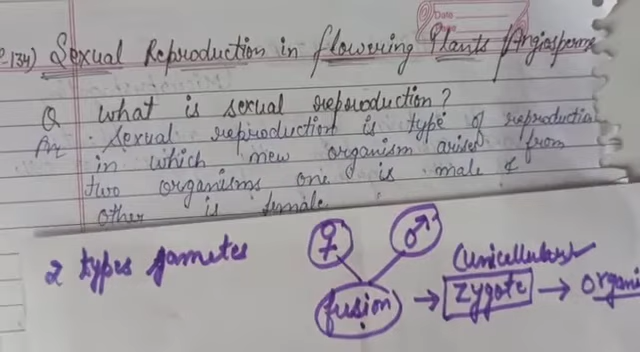 Date
(134) Sexual Reproduction in flowering Plants / Angiosperms
Q What is sexual reproduction?
An. Sexual reproduction is type of reproduction
in which new organism arises from
two organisms one is male &
other is female
2 types gametes
♀ ♂
(unicellular)
fusion → zygote → organi